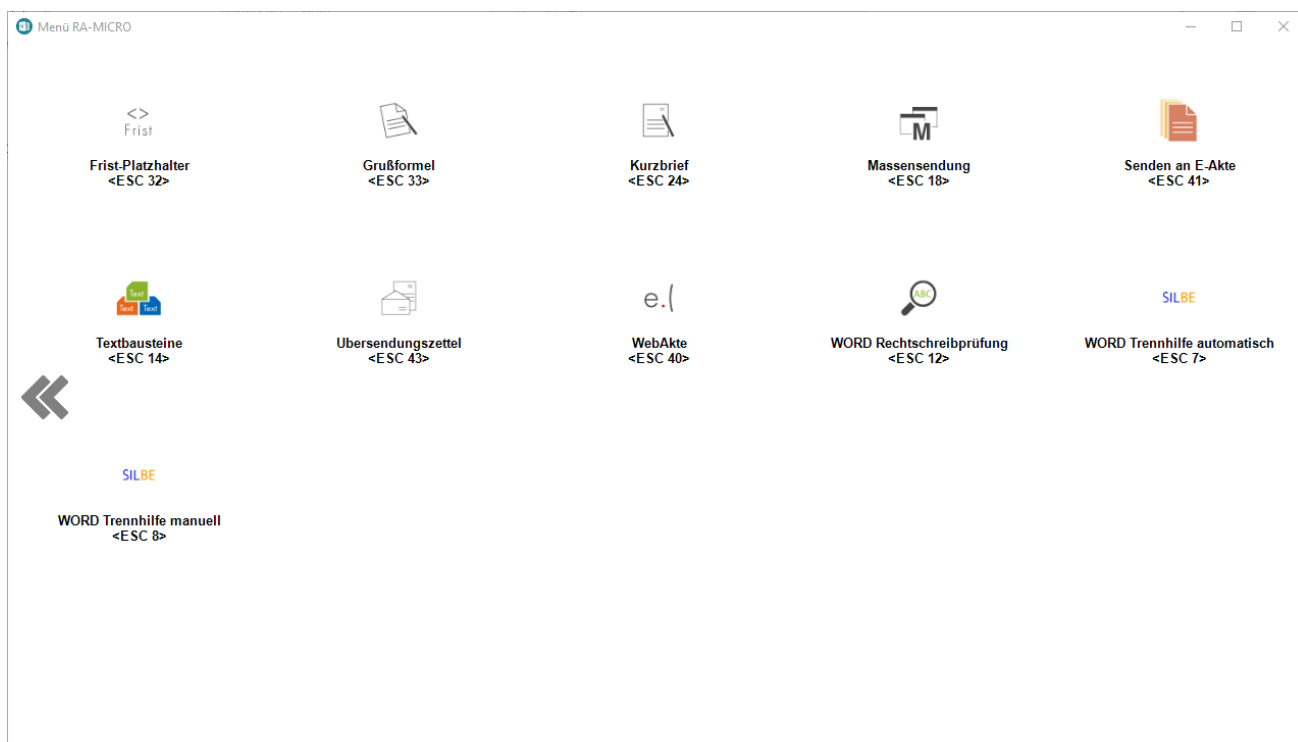 Menü RA-MICRO
<>
Frist
Frist-Platzhalter
<ESC 32>
Grußformel
<ESC 33>
Kurzbrief
<ESC 24>
M
Massensendung
<ESC 18>
Senden an E-Akte
<ESC 41>
Text
Text Text
Textbausteine
<ESC 14>
Übersendungszettel
<ESC 43>
e.(
WebAkte
<ESC 40>
ABC
WORD Rechtschreibprüfung
<ESC 12>
SILBE
WORD Trennhilfe automatisch
<ESC 7>
SILBE
WORD Trennhilfe manuell
<ESC 8>